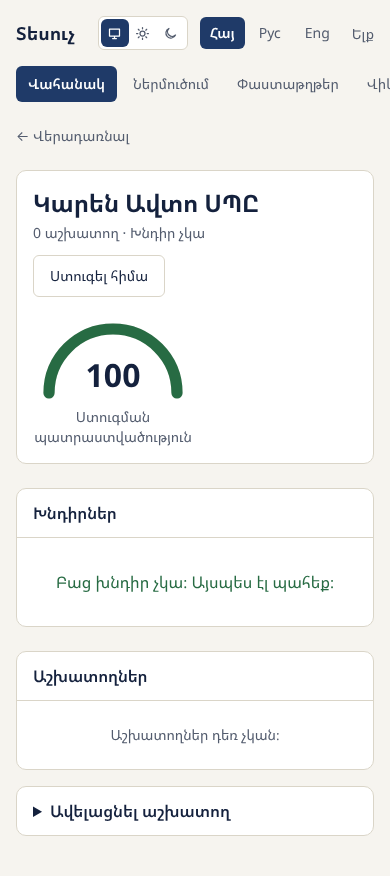 Տեսուչ
Հայ Рус Eng Ելք
Վահանակ Ներմուծում Փաստաթղթեր Վիկ
← Վերադառնալ
Կարեն Ավտո ՍՊԸ
0 աշխատող · Խնդիր չկա
Ստուգել հիմա
100
Ստուգման
պատրաստվածություն
Խնդիրներ
Բաց խնդիր չկա։ Այսպես էլ պահեք։
Աշխատողներ
Աշխատողներ դեռ չկան։
Ավելացնել աշխատող